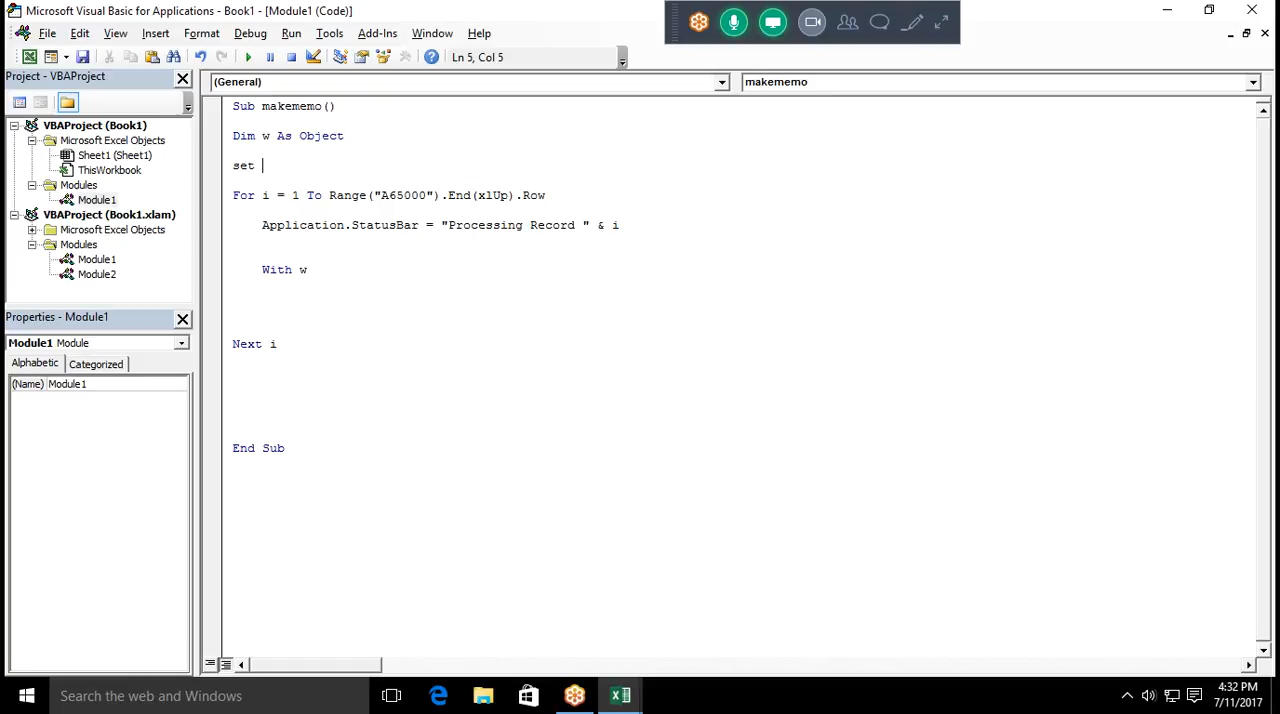 Microsoft Visual Basic for Applications - Book1 - [Module1 (Code)]
File Edit View Insert Format Debug Run Tools Add-Ins Window Help
Ln 5, Col 5
Project - VBAProject
(General)
makememo
VBAProject (Book1)
Microsoft Excel Objects
Sheet1 (Sheet1)
ThisWorkbook
Modules
Module1
VBAProject (Book1.xlam)
Microsoft Excel Objects
Modules
Module1
Module2
Properties - Module1
Module1 Module
Alphabetic Categorized
(Name) Module1
Sub makememo()
Dim w As Object
set
For i = 1 To Range("A65000").End(xlUp).Row
Application.StatusBar = "Processing Record " & i
With w
Next i
End Sub
Search the web and Windows
4:32 PM
7/11/2017